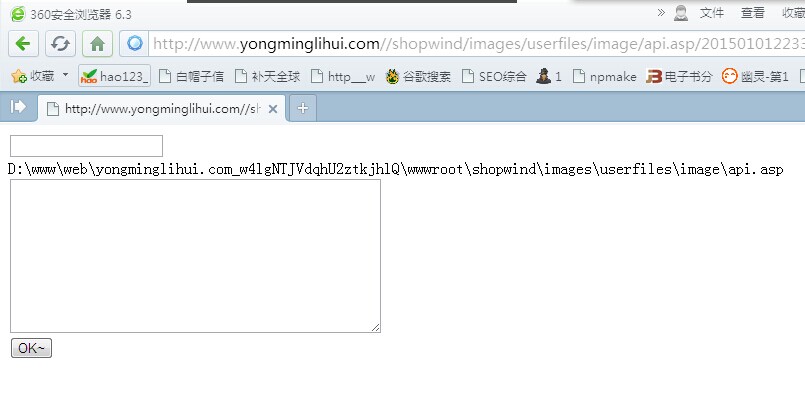 360安全浏览器 6.3
» 文件 查看 收藏
http://www.yongminglihui.com//shopwind/images/userfiles/image/api.asp/201501012233
收藏 hao123_ 白帽子信 补天全球 http__w 谷歌搜索 SEO综合 1 npmake 电子书分 幽灵-第1
http://www.yongminglihui.com//sh
D:\www\web\yongminglihui.com_w4lgNTJVdqhU2ztkjhlQ\wwwroot\shopwind\images\userfiles\image\api.asp
OK~